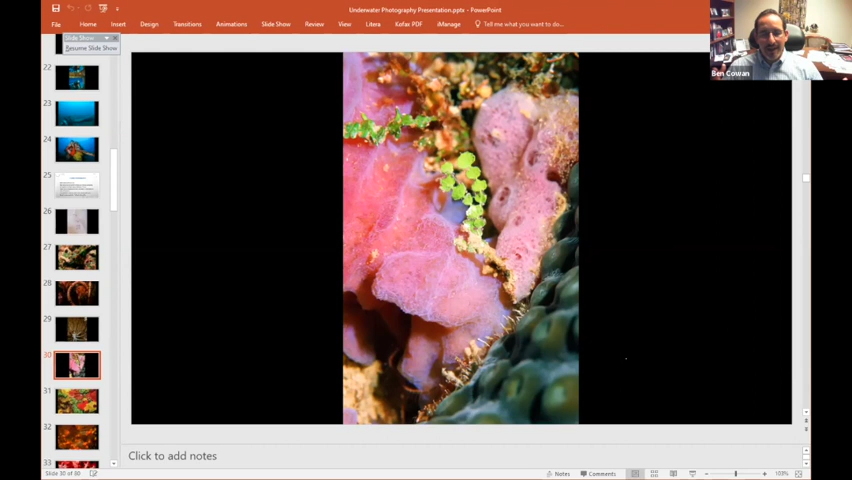 Underwater Photography Presentation.pptx - PowerPoint
File Home Insert Design Transitions Animations Slide Show Review View Litera Kofax PDF iManage Tell me what you want to do...
Slide Show
Resume Slide Show
Ben Cowan
22
23
24
25
26
27
28
29
30
31
32
33
Click to add notes
Slide 30 of 80
Notes Comments 103%